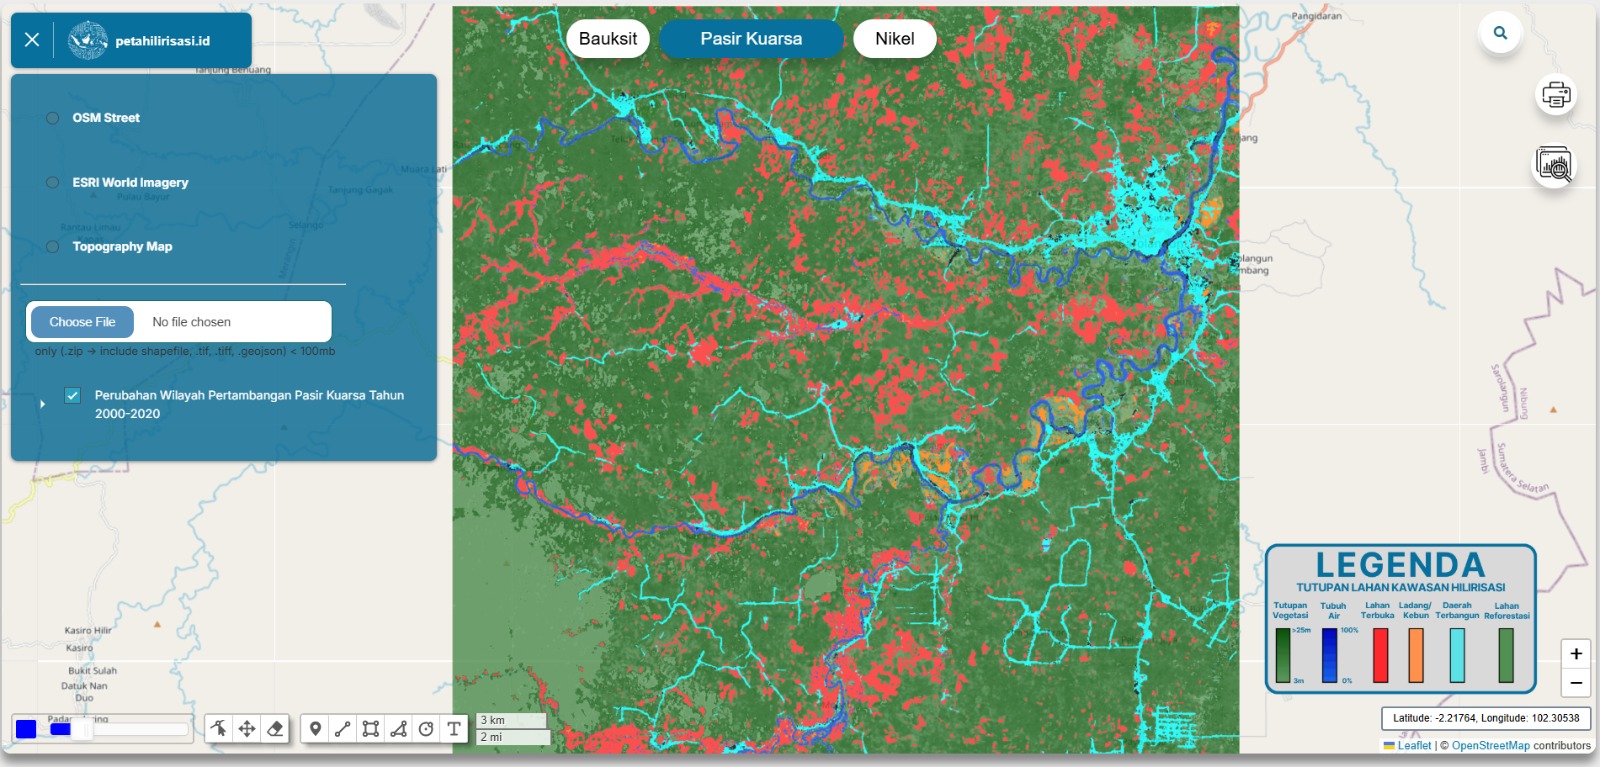 petahilirisasi.id
Bauksit
Pasir Kuarsa
Nikel
Pangidaran
Tanjung Benuang
OSM Street
Muara Lati
ESRI World Imagery
Tanjung Gagak
Pulau Bayur
Rantau Limau
Selango
Topography Map
Choose File
No file chosen
only (.zip → include shapefile, .tif, .tiff, .geojson) < 100mb
Perubahan Wilayah Pertambangan Pasir Kuarsa Tahun
2000-2020
Sarolangun
Nibung
Jambi
Sumatera Selatan
LEGENDA
TUTUPAN LAHAN KAWASAN HILIRISASI
Tutupan
Vegetasi
Tubuh
Air
Lahan
Terbuka
Ladang/
Kebun
Daerah
Terbangun
Lahan
Reforestasi
>25m
3m
100%
0%
Kasiro Hilir
Kasiro
Bukit Sulah
Datuk Nan
Duo
+
−
T
3 km
2 mi
Latitude: -2.21764, Longitude: 102.30538
Leaflet | © OpenStreetMap contributors